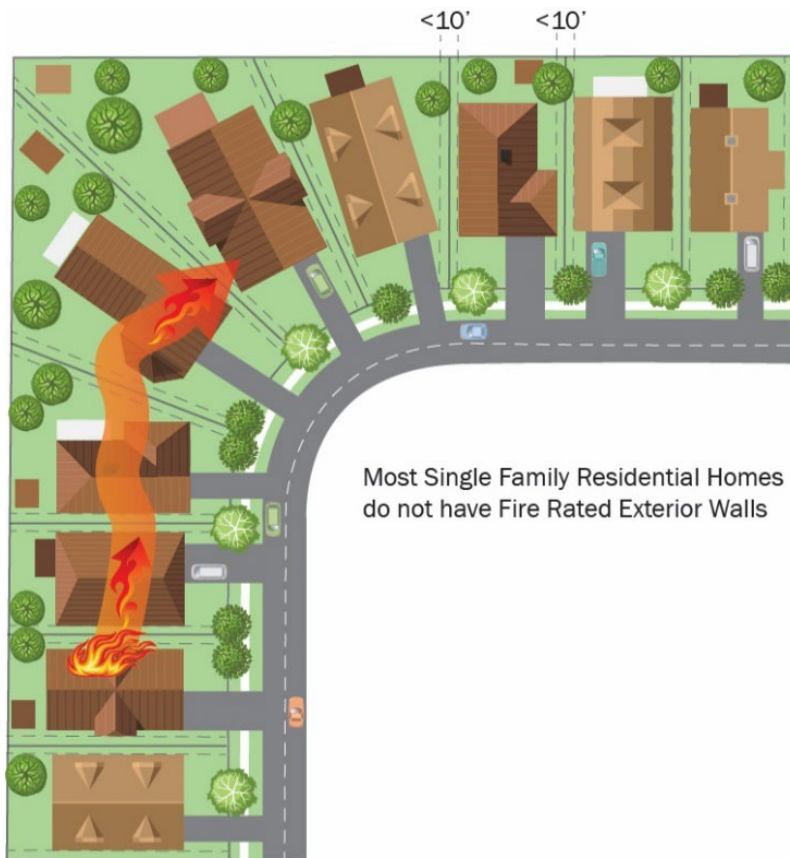 <10’
<10’
Most Single Family Residential Homes
do not have Fire Rated Exterior Walls